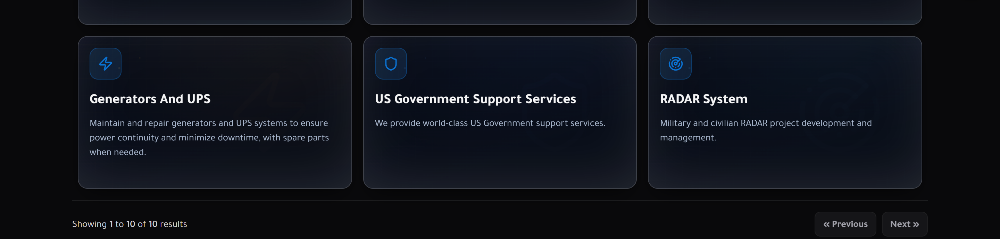 Generators And UPS
Maintain and repair generators and UPS systems to ensure
power continuity and minimize downtime, with spare parts
when needed.
US Government Support Services
We provide world-class US Government support services.
RADAR System
Military and civilian RADAR project development and
management.
Showing 1 to 10 of 10 results
« Previous
Next »